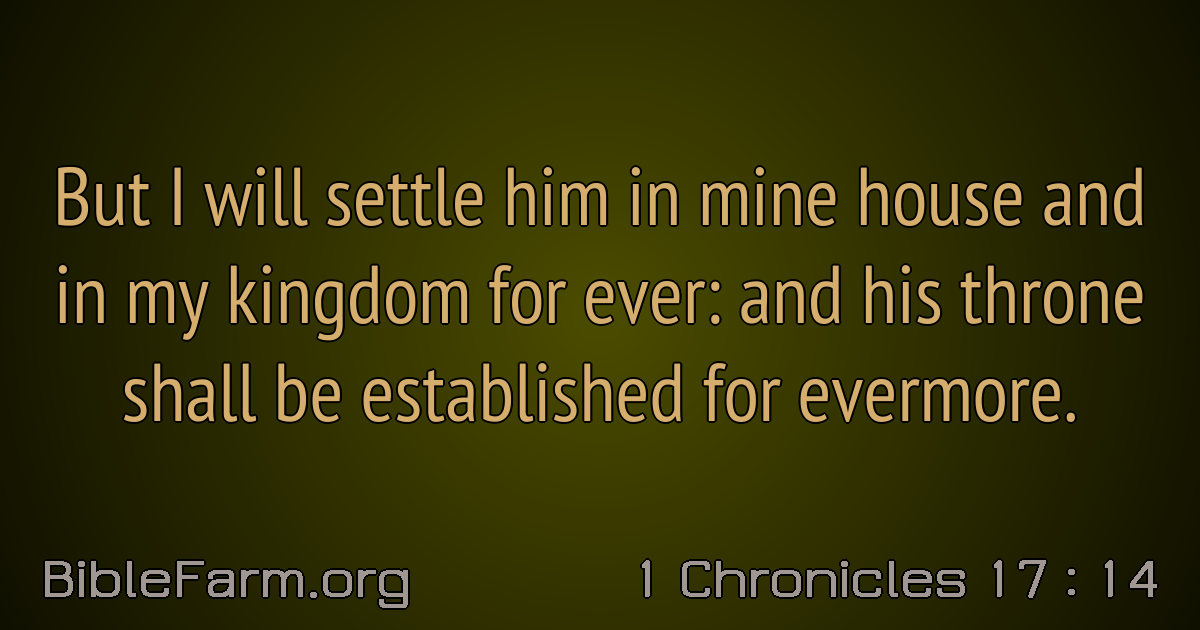 But I will settle him in mine house and
in my kingdom for ever: and his throne
shall be established for evermore.
BibleFarm.org
1 Chronicles 17 : 14